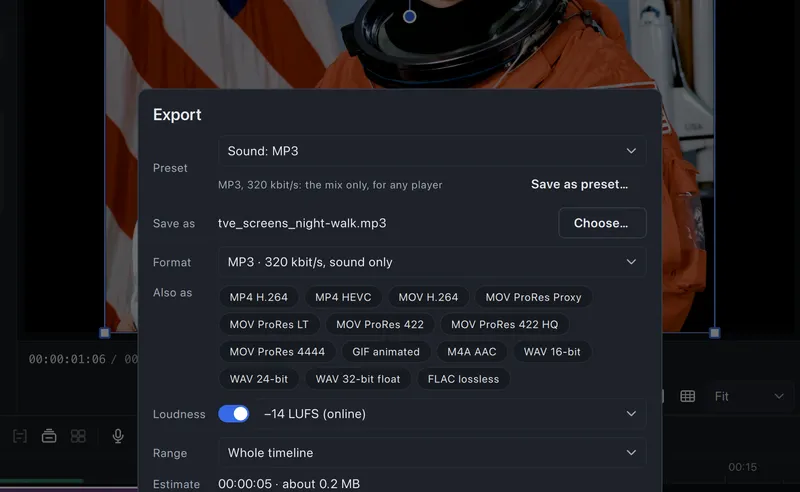 Export
Preset
Sound: MP3
MP3, 320 kbit/s: the mix only, for any player
Save as preset…
Save as
tve_screens_night-walk.mp3
Choose…
Format
MP3 · 320 kbit/s, sound only
Also as
MP4 H.264
MP4 HEVC
MOV H.264
MOV ProRes Proxy
MOV ProRes LT
MOV ProRes 422
MOV ProRes 422 HQ
MOV ProRes 4444
GIF animated
M4A AAC
WAV 16-bit
WAV 24-bit
WAV 32-bit float
FLAC lossless
00:00:01:06 / 00
Fit
Loudness
−14 LUFS (online)
Range
Whole timeline
00:15
Estimate
00:00:05 · about 0.2 MB